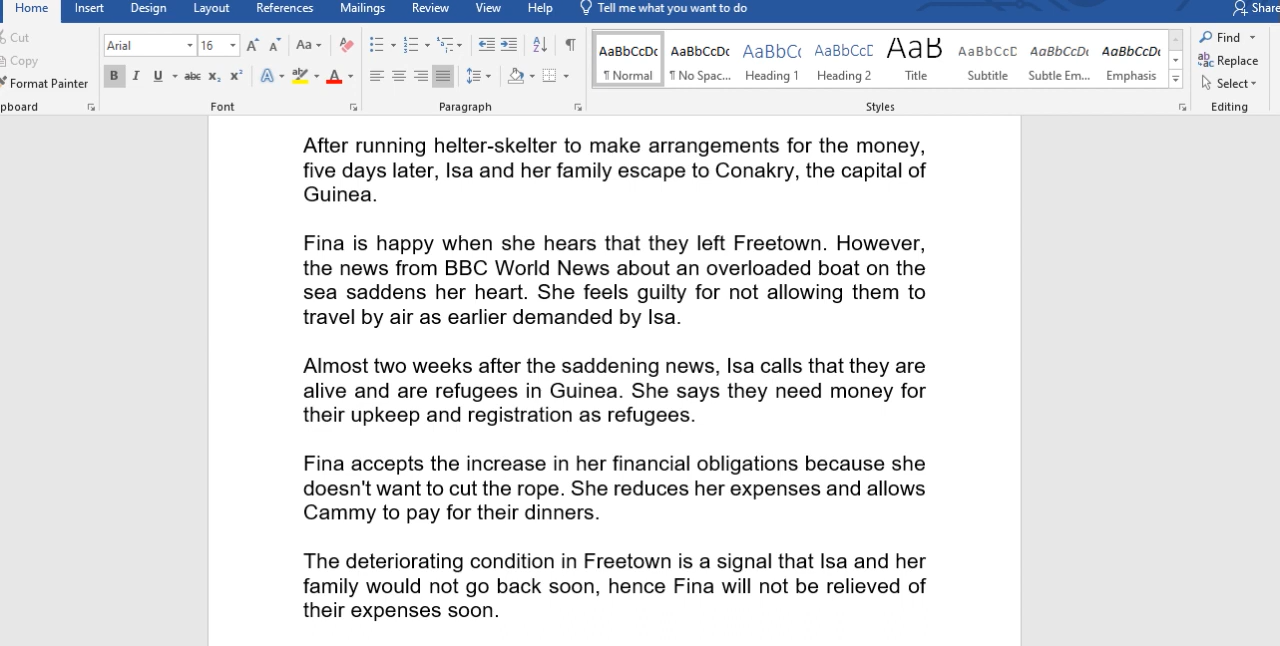 Home Insert Design Layout References Mailings Review View Help Tell me what you want to do Share
Cut
Copy
Format Painter
pboard
Arial 16 A A Aa
B I U abc x₂ x² A ab A
Font
Paragraph
AaBbCcDc AaBbCcDc AaBbCc AaBbCcD AaB AaBbCcD AaBbCcDc AaBbCcDc
¶ Normal ¶ No Spac... Heading 1 Heading 2 Title Subtitle Subtle Em... Emphasis
Styles
Find
Replace
Select
Editing
After running helter-skelter to make arrangements for the money,
five days later, Isa and her family escape to Conakry, the capital of
Guinea.
Fina is happy when she hears that they left Freetown. However,
the news from BBC World News about an overloaded boat on the
sea saddens her heart. She feels guilty for not allowing them to
travel by air as earlier demanded by Isa.
Almost two weeks after the saddening news, Isa calls that they are
alive and are refugees in Guinea. She says they need money for
their upkeep and registration as refugees.
Fina accepts the increase in her financial obligations because she
doesn't want to cut the rope. She reduces her expenses and allows
Cammy to pay for their dinners.
The deteriorating condition in Freetown is a signal that Isa and her
family would not go back soon, hence Fina will not be relieved of
their expenses soon.